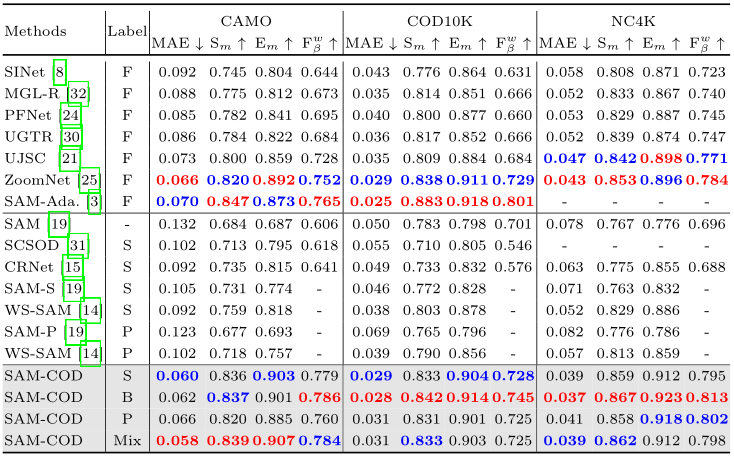 Methods Label CAMO COD10K NC4K
MAE ↓ Sm ↑ Em ↑ Fβw ↑ MAE ↓ Sm ↑ Em ↑ Fβw ↑ MAE ↓ Sm ↑ Em ↑ Fβw ↑
SINet [8] F 0.092 0.745 0.804 0.644 0.043 0.776 0.864 0.631 0.058 0.808 0.871 0.723
MGL-R [32] F 0.088 0.775 0.812 0.673 0.035 0.814 0.851 0.666 0.052 0.833 0.867 0.740
PFNet [24] F 0.085 0.782 0.841 0.695 0.040 0.800 0.877 0.660 0.053 0.829 0.887 0.745
UGTR [30] F 0.086 0.784 0.822 0.684 0.036 0.817 0.852 0.666 0.052 0.839 0.874 0.747
UJSC [21] F 0.073 0.800 0.859 0.728 0.035 0.809 0.884 0.684 0.047 0.842 0.898 0.771
ZoomNet [25] F 0.066 0.820 0.892 0.752 0.029 0.838 0.911 0.729 0.043 0.853 0.896 0.784
SAM-Ada. [3] F 0.070 0.847 0.873 0.765 0.025 0.883 0.918 0.801 - - - -
SAM [19] - 0.132 0.684 0.687 0.606 0.050 0.783 0.798 0.701 0.078 0.767 0.776 0.696
SCSOD [31] S 0.102 0.713 0.795 0.618 0.055 0.710 0.805 0.546 - - - -
CRNet [15] S 0.092 0.735 0.815 0.641 0.049 0.733 0.832 0.576 0.063 0.775 0.855 0.688
SAM-S [19] S 0.105 0.731 0.774 - 0.046 0.772 0.828 - 0.071 0.763 0.832 -
WS-SAM [14] S 0.092 0.759 0.818 - 0.038 0.803 0.878 - 0.052 0.829 0.886 -
SAM-P [19] P 0.123 0.677 0.693 - 0.069 0.765 0.796 - 0.082 0.776 0.786 -
WS-SAM [14] P 0.102 0.718 0.757 - 0.039 0.790 0.856 - 0.057 0.813 0.859 -
SAM-COD S 0.060 0.836 0.903 0.779 0.029 0.833 0.904 0.728 0.039 0.859 0.912 0.795
SAM-COD B 0.062 0.837 0.901 0.786 0.028 0.842 0.914 0.745 0.037 0.867 0.923 0.813
SAM-COD P 0.066 0.820 0.885 0.760 0.031 0.831 0.901 0.725 0.041 0.858 0.918 0.802
SAM-COD Mix 0.058 0.839 0.907 0.784 0.031 0.833 0.903 0.725 0.039 0.862 0.912 0.798